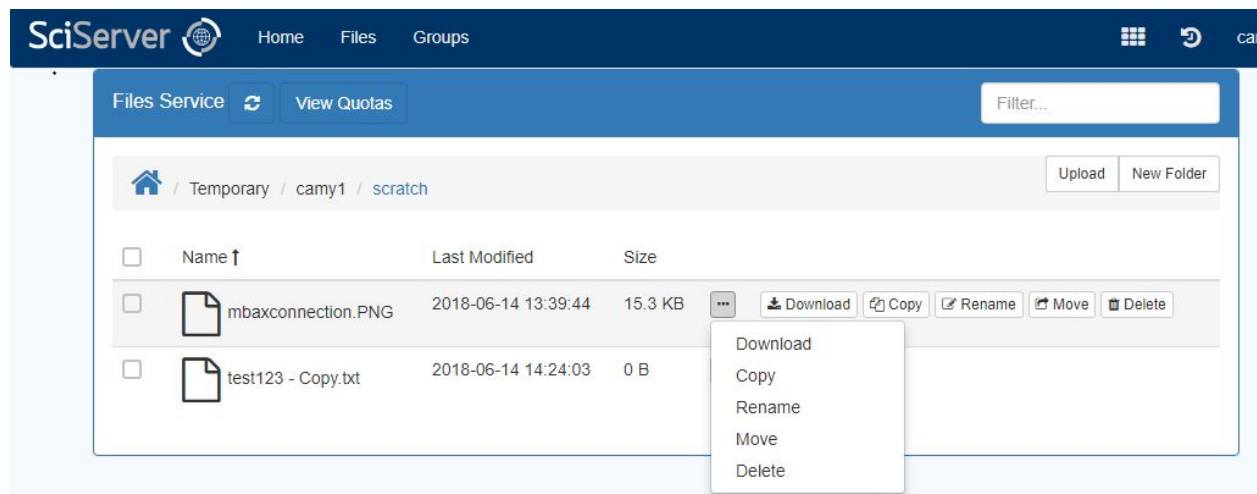 SciServer Home Files Groups
Files Service View Quotas Filter...
/ Temporary / camy1 / scratch Upload New Folder
Name Last Modified Size
mbaxconnection.PNG 2018-06-14 13:39:44 15.3 KB ... Download Copy Rename Move Delete
Download
test123 - Copy.txt 2018-06-14 14:24:03 0 B
Copy
Rename
Move
Delete